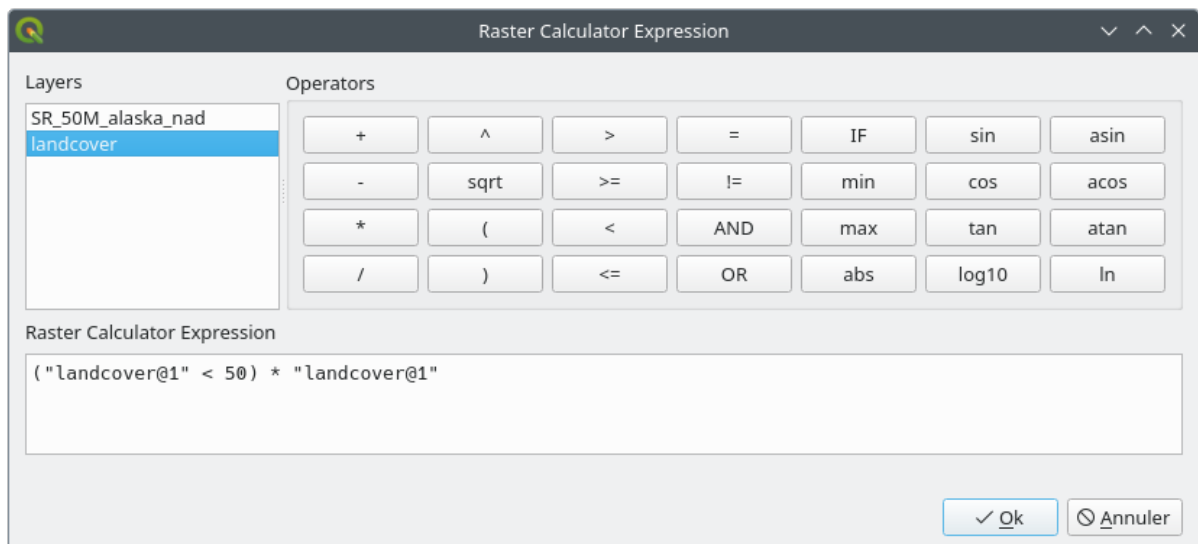 Raster Calculator Expression
Layers
Operators
SR_50M_alaska_nad
landcover
+ ^ > = IF sin asin
- sqrt >= != min cos acos
* ( < AND max tan atan
/ ) <= OR abs log10 ln
Raster Calculator Expression
("landcover@1" < 50) * "landcover@1"
Ok Annuler